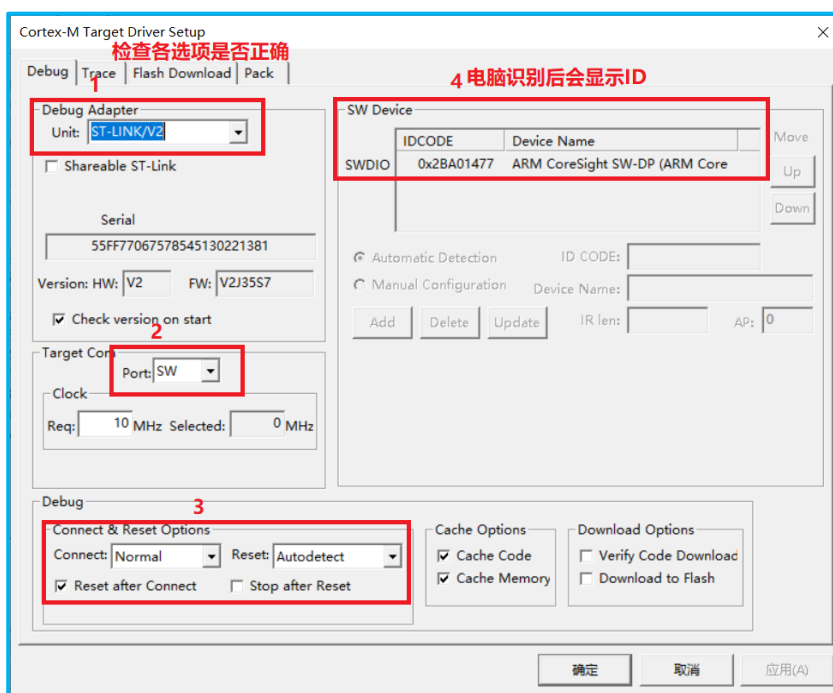 Cortex-M Target Driver Setup
检查各选项是否正确
Debug Trace Flash Download Pack
1
4 电脑识别后会显示ID
Debug Adapter
Unit: ST-LINK/V2
Shareable ST-Link
Serial
55FF77067578545130221381
Version: HW: V2 FW: V2J35S7
Check version on start
SW Device
IDCODE Device Name
SWDIO 0x2BA01477 ARM CoreSight SW-DP (ARM Core
Move
Up
Down
Automatic Detection ID CODE:
Manual Configuration Device Name:
Add Delete Update IR len: AP: 0
2
Target Com
Port: SW
Clock
Req: 10 MHz Selected: 0 MHz
Debug
3
Connect & Reset Options
Connect: Normal Reset: Autodetect
Reset after Connect Stop after Reset
Cache Options
Cache Code
Cache Memory
Download Options
Verify Code Download
Download to Flash
确定 取消 应用(A)